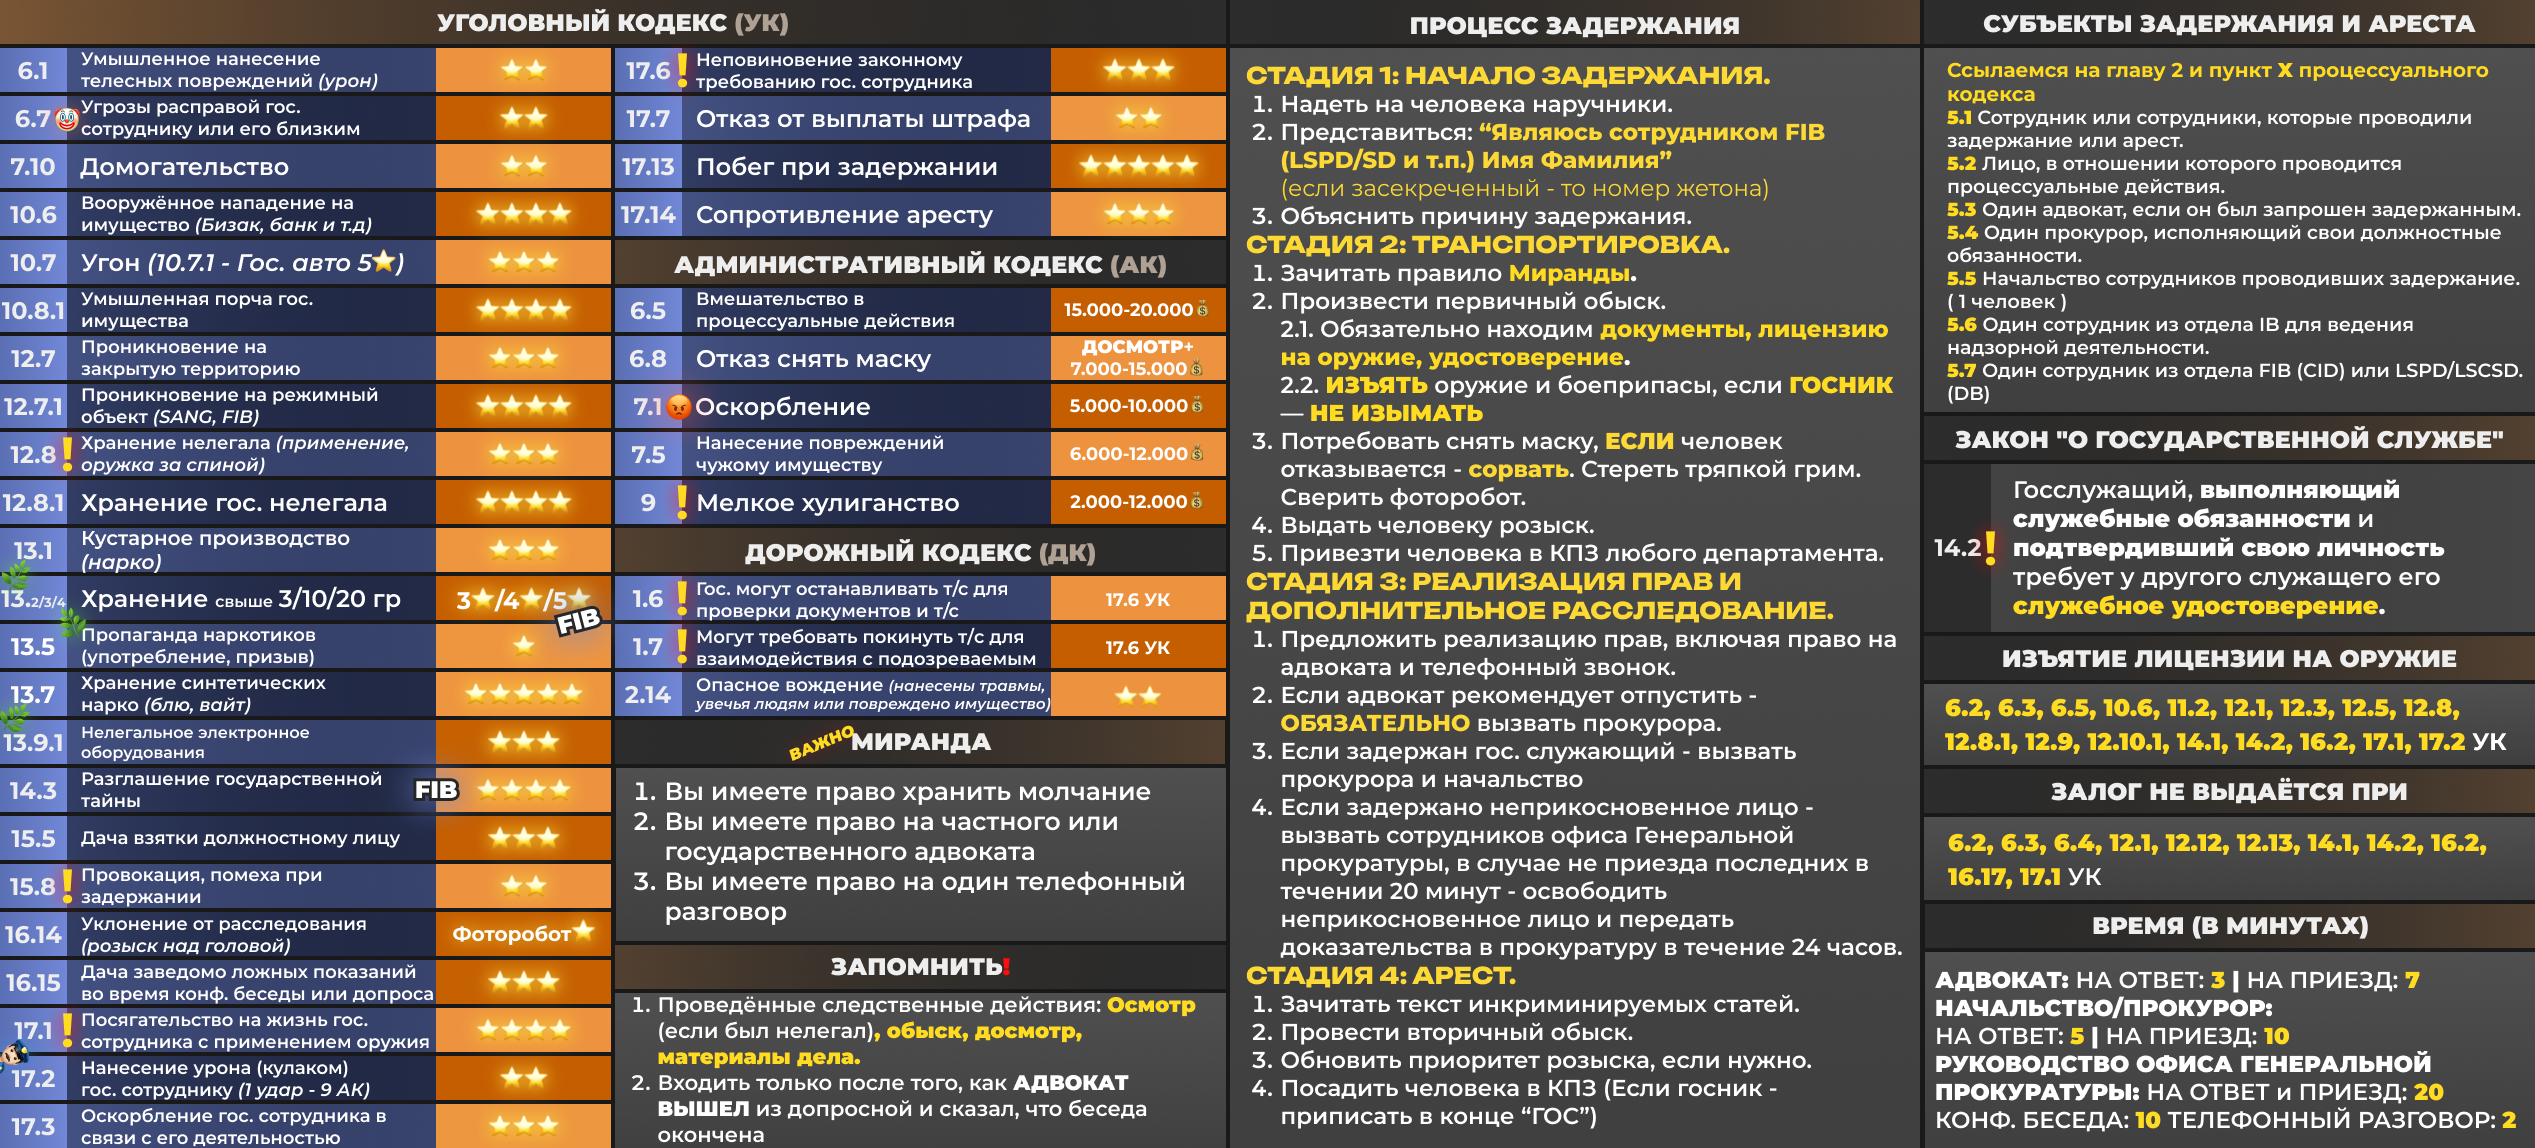 УГОЛОВНЫЙ КОДЕКС (УК)
6.1 Умышленное нанесение
телесных повреждений (урон)
6.7 Угрозы расправой гос.
сотруднику или его близким
7.10 Домогательство
10.6 Вооружённое нападение на
имущество (Бизак, банк и т.д)
10.7 Угон (10.7.1 - Гос. авто 5⭐)
10.8.1 Умышленная порча гос.
имущества
12.7 Проникновение на
закрытую территорию
12.7.1 Проникновение на режимный
объект (SANG, FIB)
12.8 Хранение нелегала (применение,
оружка за спиной)
12.8.1 Хранение гос. нелегала
13.1 Кустарное производство
(нарко)
13.2/3/4 Хранение свыше 3/10/20 гр 3⭐/4⭐/5⭐
FIB
13.5 Пропаганда наркотиков
(употребление, призыв)
13.7 Хранение синтетических
нарко (блю, вайт)
13.9.1 Нелегальное электронное
оборудования
14.3 Разглашение государственной
тайны
FIB
15.5 Дача взятки должностному лицу
15.8 Провокация, помеха при
задержании
16.14 Уклонение от расследования
(розыск над головой)
Фоторобот⭐
16.15 Дача заведомо ложных показаний
во время конф. беседы или допроса
17.1 Посягательство на жизнь гос.
сотрудника с применением оружия
17.2 Нанесение урона (кулаком)
гос. сотруднику (1 удар - 9 АК)
17.3 Оскорбление гос. сотрудника в
связи с его деятельностью
17.6 Неповиновение законному
требованию гос. сотрудника
17.7 Отказ от выплаты штрафа
17.13 Побег при задержании
17.14 Сопротивление аресту
АДМИНИСТРАТИВНЫЙ КОДЕКС (АК)
6.5 Вмешательство в
процессуальные действия
15.000-20.000
6.8 Отказ снять маску
ДОСМОТР+
7.000-15.000
7.1 Оскорбление 5.000-10.000
7.5 Нанесение повреждений
чужому имуществу
6.000-12.000
9 Мелкое хулиганство 2.000-12.000
ДОРОЖНЫЙ КОДЕКС (ДК)
1.6 Гос. могут останавливать т/с для
проверки документов и т/с
17.6 УК
1.7 Могут требовать покинуть т/с для
взаимодействия с подозреваемым
17.6 УК
2.14 Опасное вождение (нанесены травмы,
увечья людям или повреждено имущество)
ВАЖНО
МИРАНДА
1. Вы имеете право хранить молчание
2. Вы имеете право на частного или
государственного адвоката
3. Вы имеете право на один телефонный
разговор
ЗАПОМНИТЬ!
1. Проведённые следственные действия: Осмотр
(если был нелегал), обыск, досмотр,
материалы дела.
2. Входить только после того, как АДВОКАТ
ВЫШЕЛ из допросной и сказал, что беседа
окончена
ПРОЦЕСС ЗАДЕРЖАНИЯ
СТАДИЯ 1: НАЧАЛО ЗАДЕРЖАНИЯ.
1. Надеть на человека наручники.
2. Представиться: “Являюсь сотрудником FIB
(LSPD/SD и т.п.) Имя Фамилия”
(если засекреченный - то номер жетона)
3. Объяснить причину задержания.
СТАДИЯ 2: ТРАНСПОРТИРОВКА.
1. Зачитать правило Миранды.
2. Произвести первичный обыск.
2.1. Обязательно находим документы, лицензию
на оружие, удостоверение.
2.2. ИЗЪЯТЬ оружие и боеприпасы, если ГОСНИК
— НЕ ИЗЫМАТЬ
3. Потребовать снять маску, ЕСЛИ человек
отказывается - сорвать. Стереть тряпкой грим.
Сверить фоторобот.
4. Выдать человеку розыск.
5. Привезти человека в КПЗ любого департамента.
СТАДИЯ 3: РЕАЛИЗАЦИЯ ПРАВ И
ДОПОЛНИТЕЛЬНОЕ РАССЛЕДОВАНИЕ.
1. Предложить реализацию прав, включая право на
адвоката и телефонный звонок.
2. Если адвокат рекомендует отпустить -
ОБЯЗАТЕЛЬНО вызвать прокурора.
3. Если задержан гос. служающий - вызвать
прокурора и начальство
4. Если задержано неприкосновенное лицо -
вызвать сотрудников офиса Генеральной
прокуратуры, в случае не приезда последних в
течении 20 минут - освободить
неприкосновенное лицо и передать
доказательства в прокуратуру в течение 24 часов.
СТАДИЯ 4: АРЕСТ.
1. Зачитать текст инкриминируемых статей.
2. Провести вторичный обыск.
3. Обновить приоритет розыска, если нужно.
4. Посадить человека в КПЗ (Если госник -
приписать в конце “ГОС”)
СУБЪЕКТЫ ЗАДЕРЖАНИЯ И АРЕСТА
Ссылаемся на главу 2 и пункт X процессуального
кодекса
5.1 Сотрудник или сотрудники, которые проводили
задержание или арест.
5.2 Лицо, в отношении которого проводится
процессуальные действия.
5.3 Один адвокат, если он был запрошен задержанным.
5.4 Один прокурор, исполняющий свои должностные
обязанности.
5.5 Начальство сотрудников проводивших задержание.
( 1 человек )
5.6 Один сотрудник из отдела IB для ведения
надзорной деятельности.
5.7 Один сотрудник из отдела FIB (CID) или LSPD/LSCSD.
(DB)
ЗАКОН "О ГОСУДАРСТВЕННОЙ СЛУЖБЕ"
14.2 Госслужащий, выполняющий
служебные обязанности и
подтвердивший свою личность
требует у другого служащего его
служебное удостоверение.
ИЗЪЯТИЕ ЛИЦЕНЗИИ НА ОРУЖИЕ
6.2, 6.3, 6.5, 10.6, 11.2, 12.1, 12.3, 12.5, 12.8,
12.8.1, 12.9, 12.10.1, 14.1, 14.2, 16.2, 17.1, 17.2 УК
ЗАЛОГ НЕ ВЫДАЁТСЯ ПРИ
6.2, 6.3, 6.4, 12.1, 12.12, 12.13, 14.1, 14.2, 16.2,
16.17, 17.1 УК
ВРЕМЯ (В МИНУТАХ)
АДВОКАТ: НА ОТВЕТ: 3 | НА ПРИЕЗД: 7
НАЧАЛЬСТВО/ПРОКУРОР:
НА ОТВЕТ: 5 | НА ПРИЕЗД: 10
РУКОВОДСТВО ОФИСА ГЕНЕРАЛЬНОЙ
ПРОКУРАТУРЫ: НА ОТВЕТ и ПРИЕЗД: 20
КОНФ. БЕСЕДА: 10 ТЕЛЕФОННЫЙ РАЗГОВОР: 2